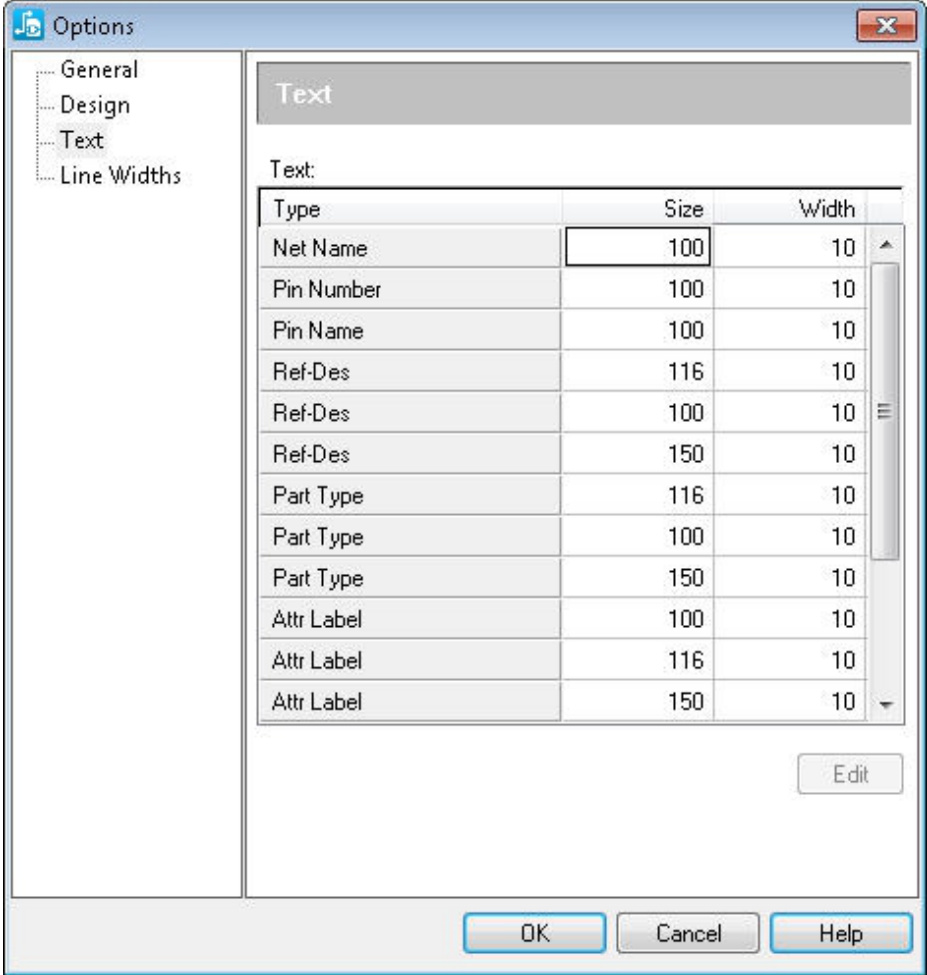 Options
General
Design
Text
Line Widths
Text
Text:
Type Size Width
Net Name 100 10
Pin Number 100 10
Pin Name 100 10
Ref-Des 116 10
Ref-Des 100 10
Ref-Des 150 10
Part Type 116 10
Part Type 100 10
Part Type 150 10
Attr Label 100 10
Attr Label 116 10
Attr Label 150 10
Edit
OK Cancel Help